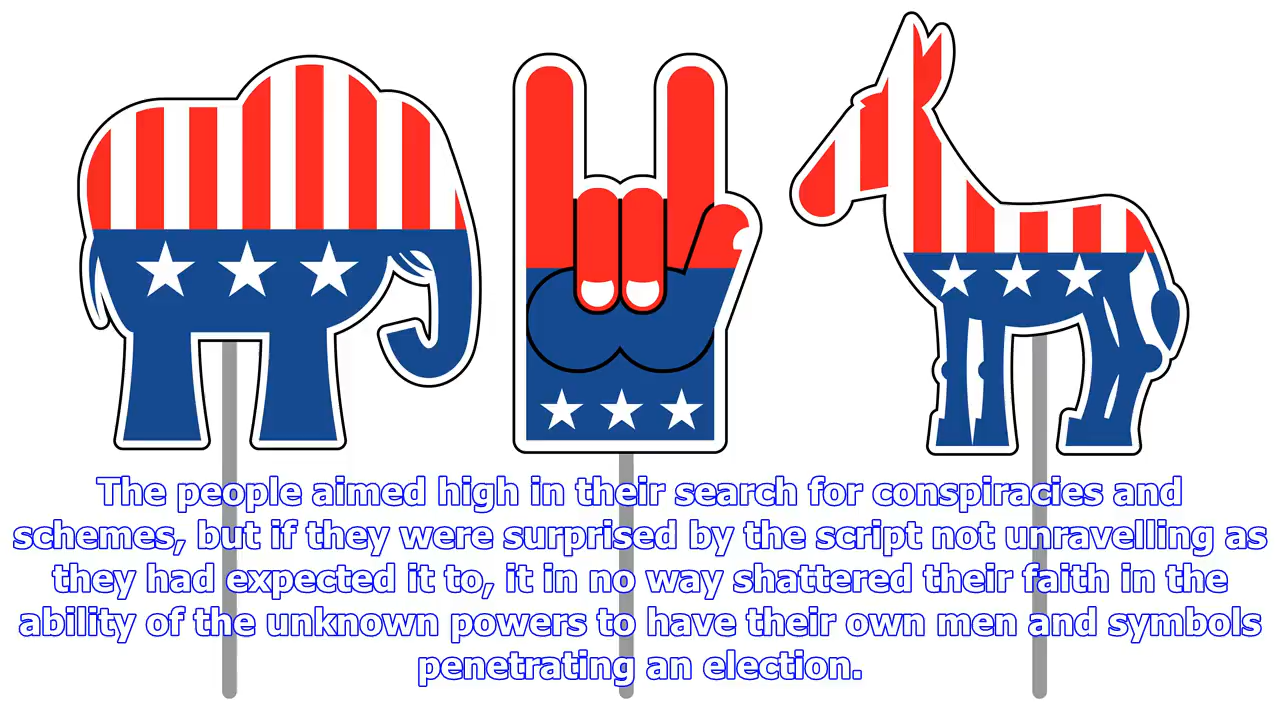 The people aimed high in their search for conspiracies and
schemes, but if they were surprised by the script not unravelling as
they had expected it to, it in no way shattered their faith in the
ability of the unknown powers to have their own men and symbols
penetrating an election.